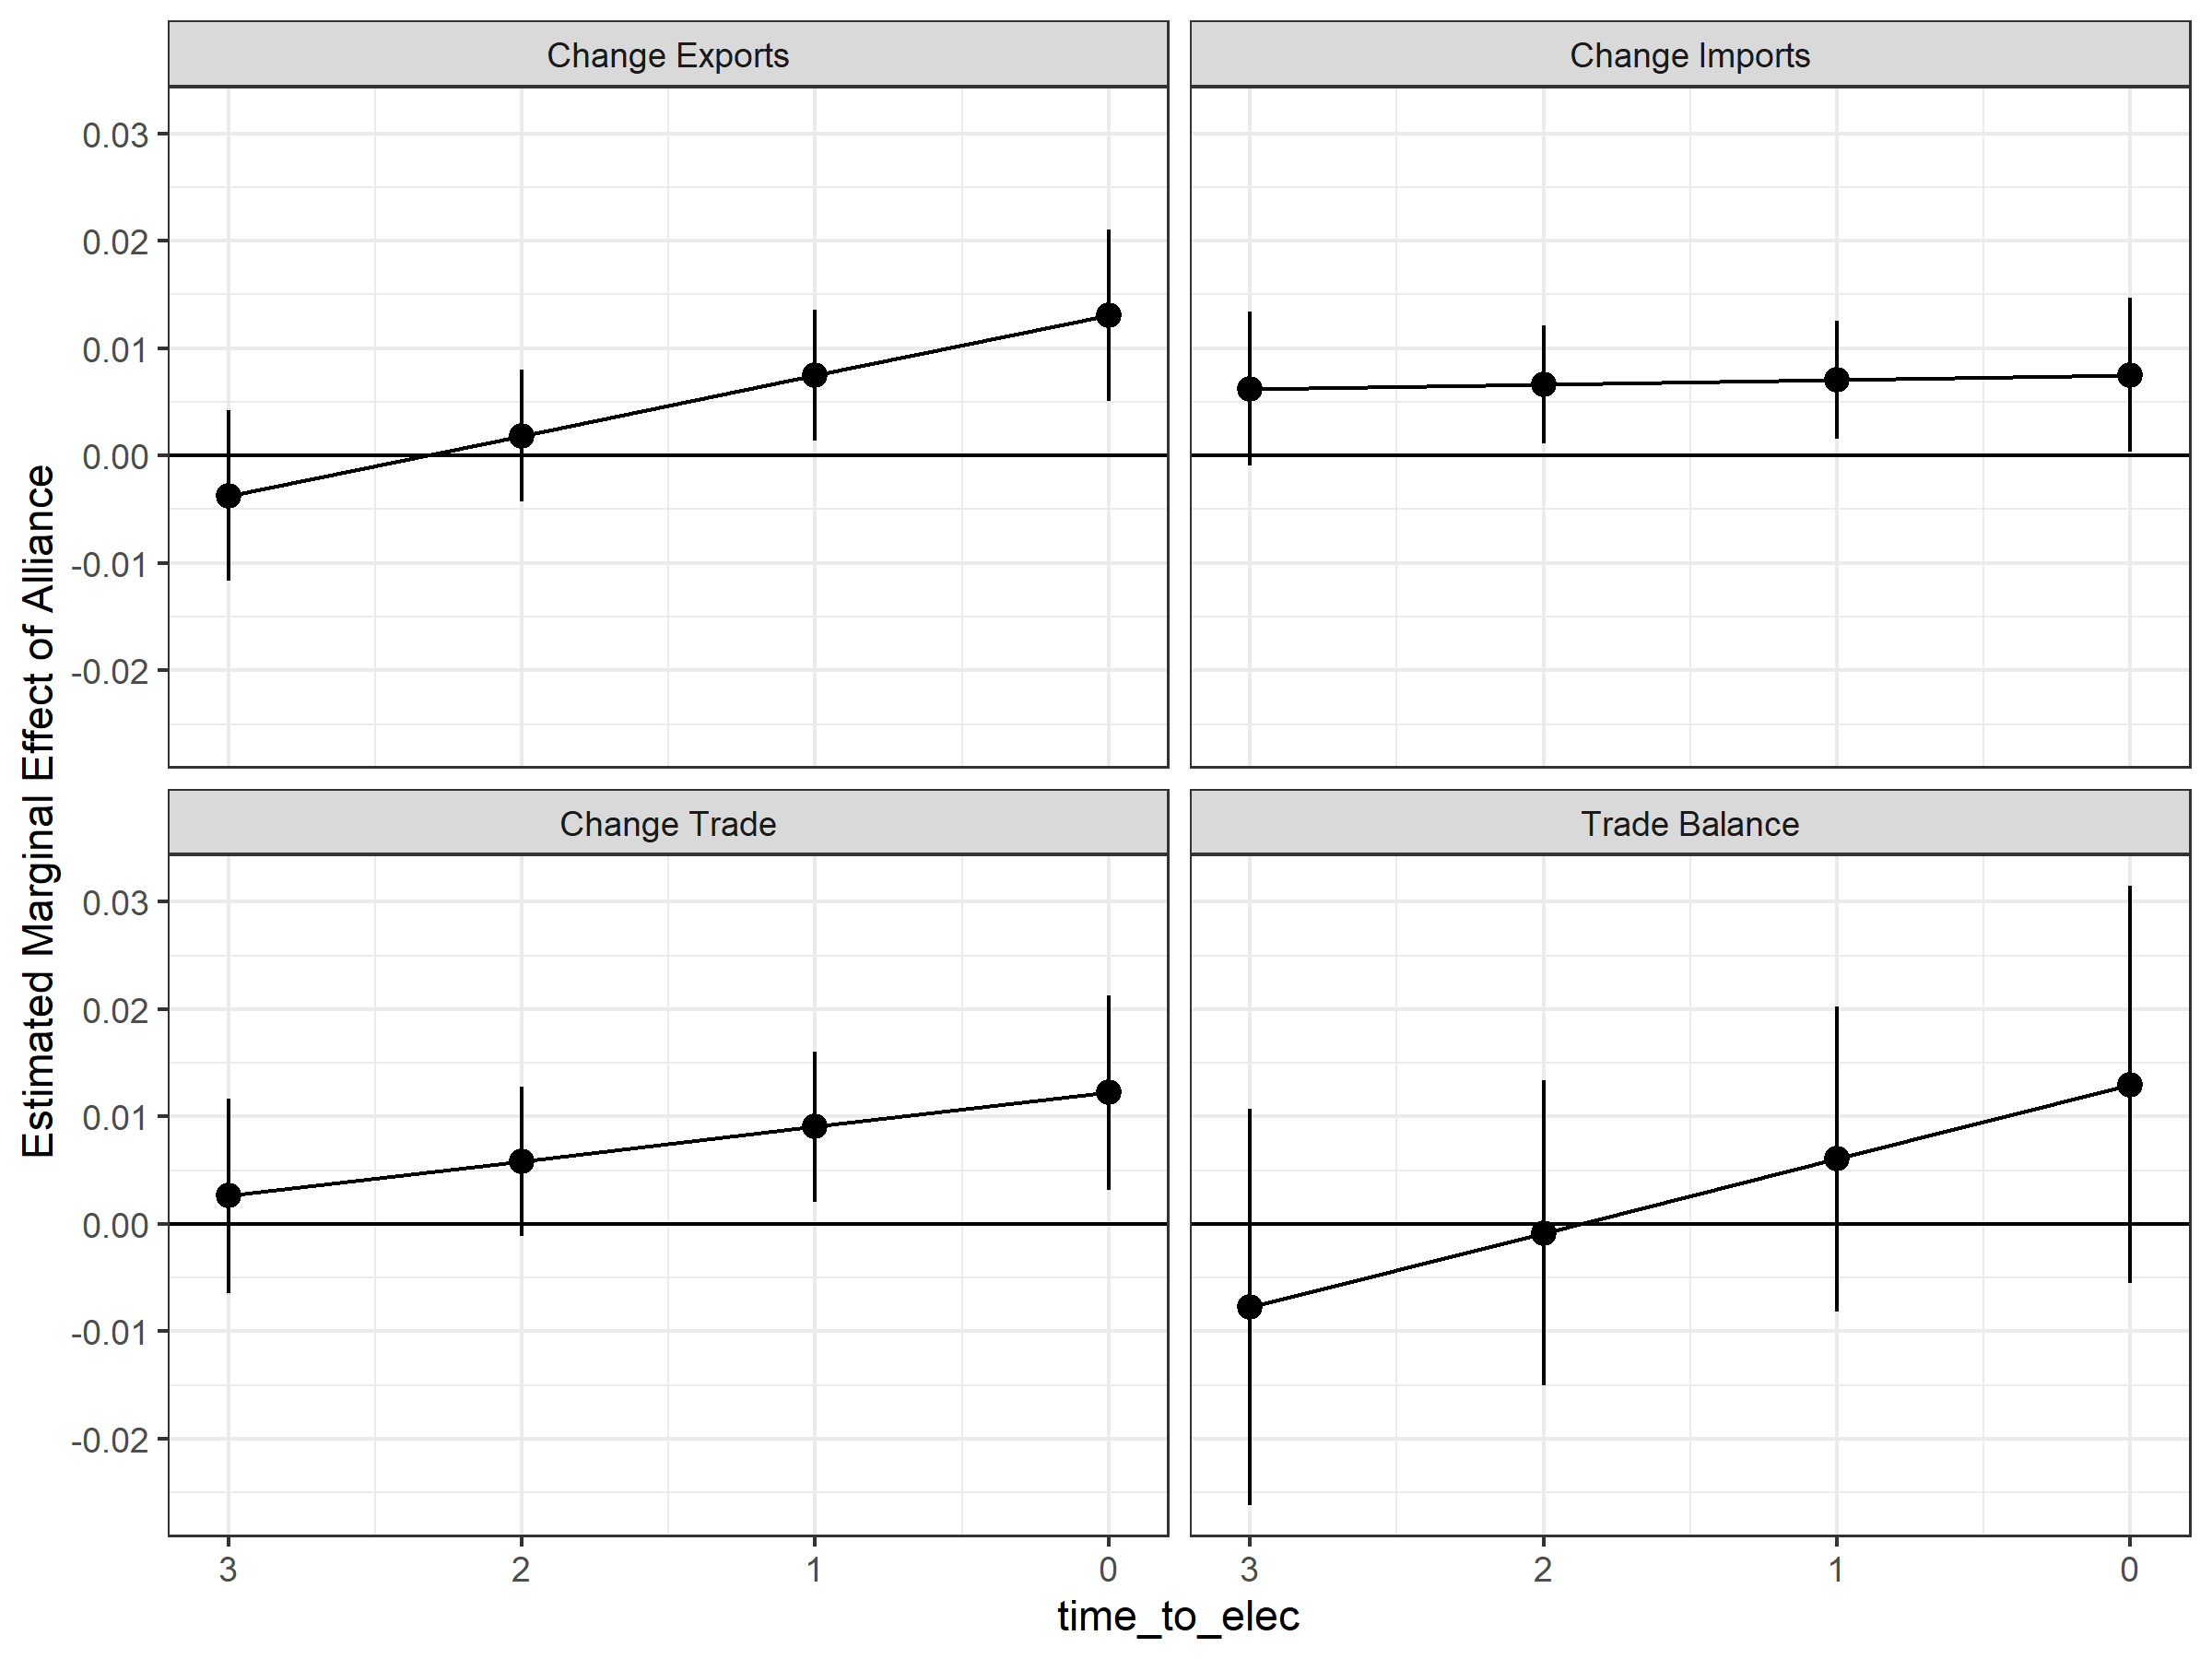 Change Exports
Change Imports
0.03
0.02
0.01
0.00
-0.01
-0.02
Change Trade
Trade Balance
0.03
0.02
0.01
0.00
-0.01
-0.02
3 2 1 0
3 2 1 0
time_to_elec
Estimated Marginal Effect of Alliance